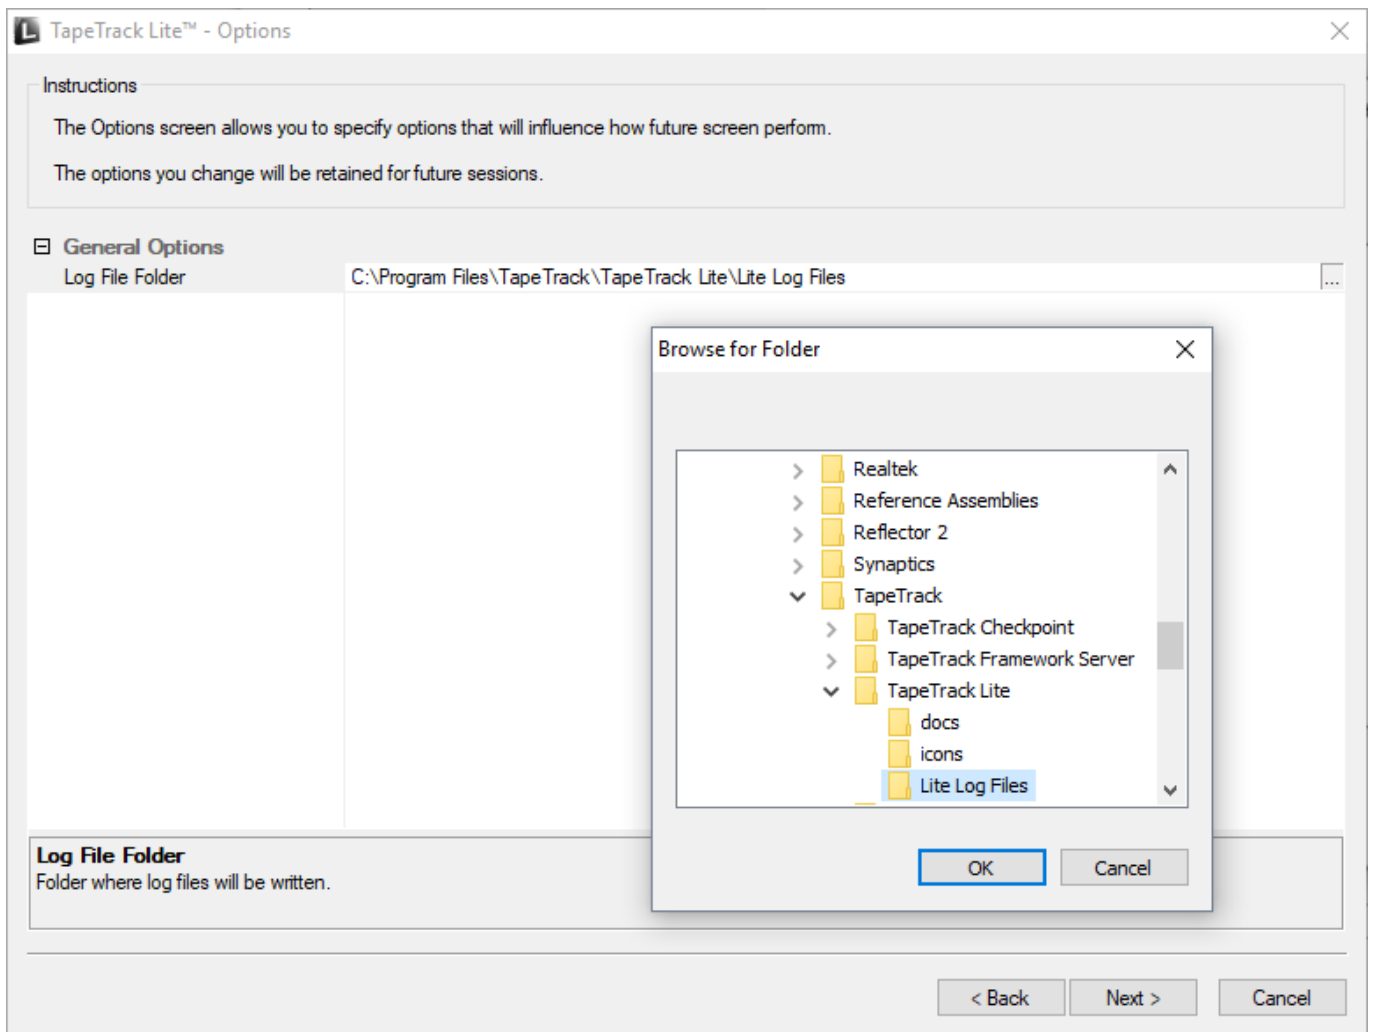 TapeTrack Lite™ - Options
Instructions
The Options screen allows you to specify options that will influence how future screen perform.
The options you change will be retained for future sessions.
General Options
Log File Folder
C:\Program Files\TapeTrack\TapeTrack Lite\Lite Log Files
...
Browse for Folder
Realtek
Reference Assemblies
Reflector 2
Synaptics
TapeTrack
TapeTrack Checkpoint
TapeTrack Framework Server
TapeTrack Lite
docs
icons
Lite Log Files
OK
Cancel
Log File Folder
Folder where log files will be written.
< Back
Next >
Cancel